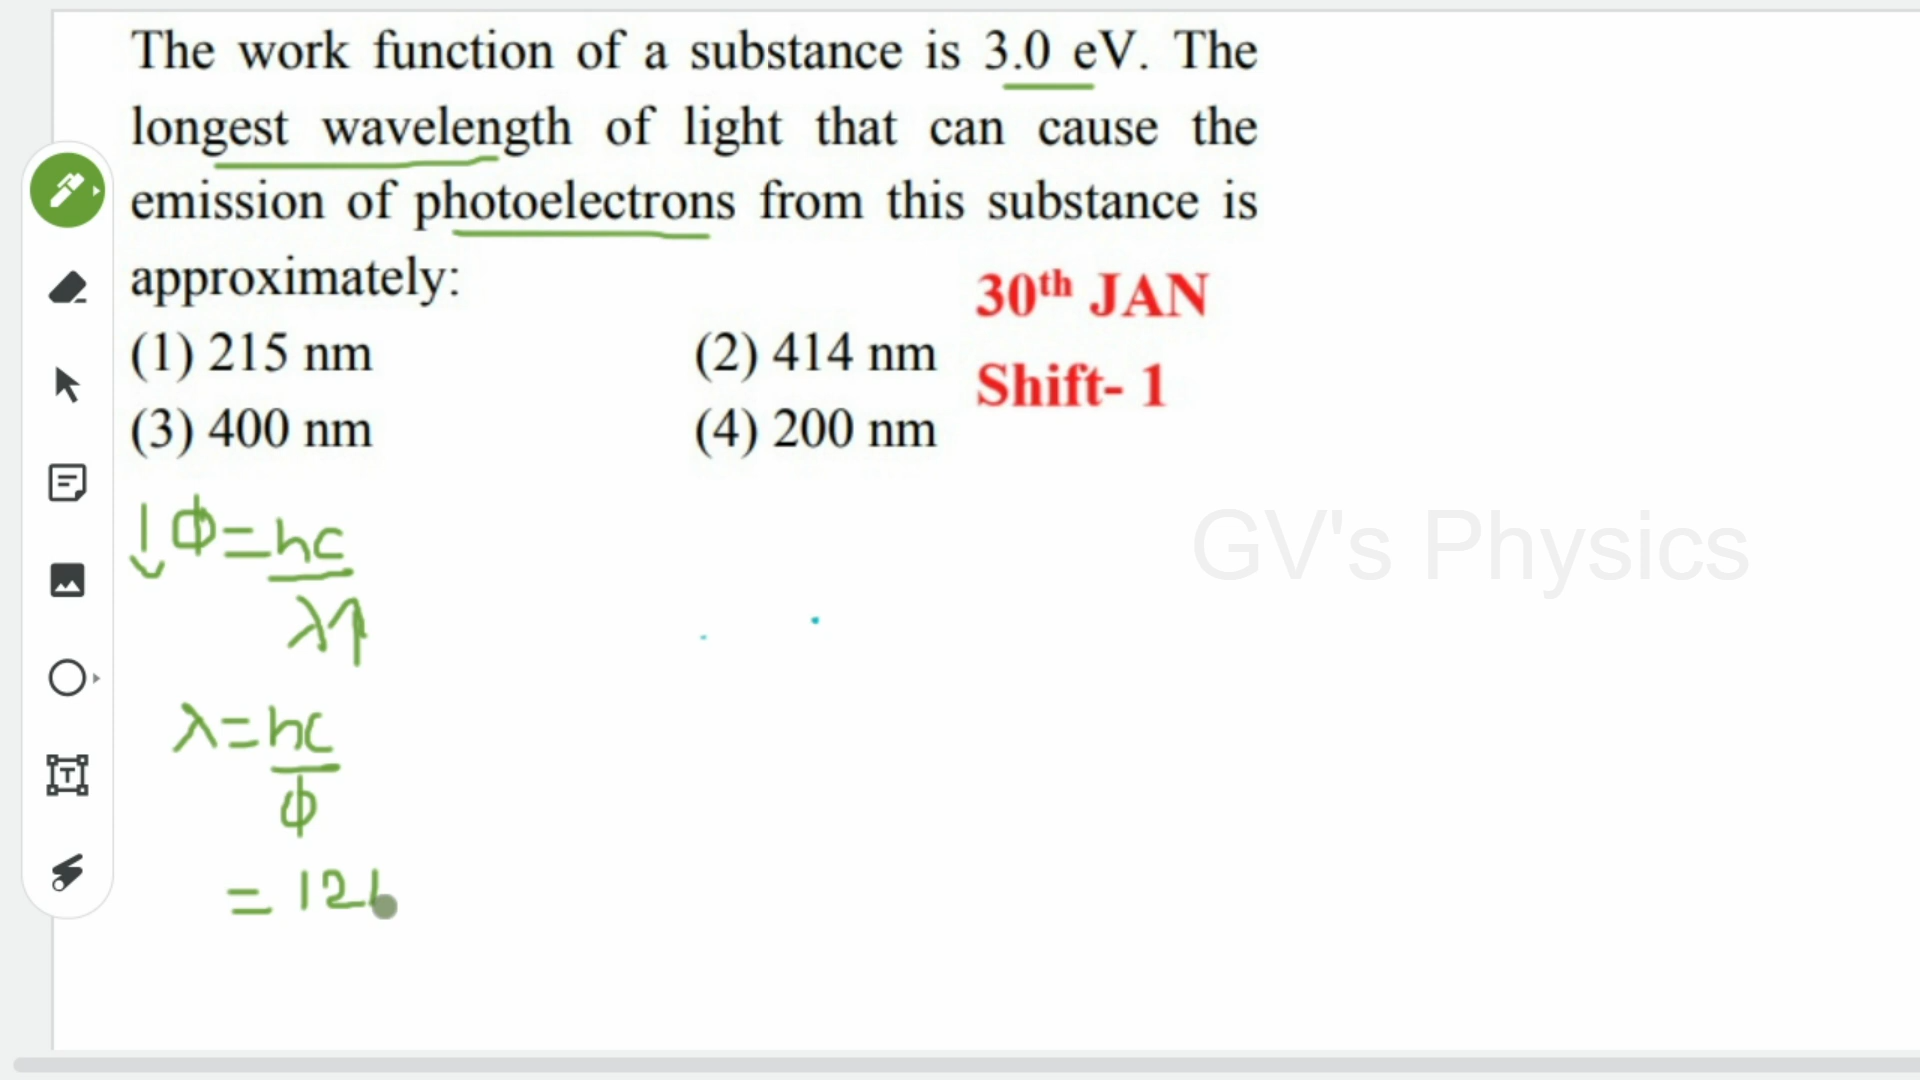 The work function of a substance is 3.0 eV. The
longest wavelength of light that can cause the
emission of photoelectrons from this substance is
approximately:
(1) 215 nm (2) 414 nm
(3) 400 nm (4) 200 nm
30th JAN
Shift- 1
GV's Physics
↓ϕ = hc
λ↑
λ = hc
ϕ
= 12